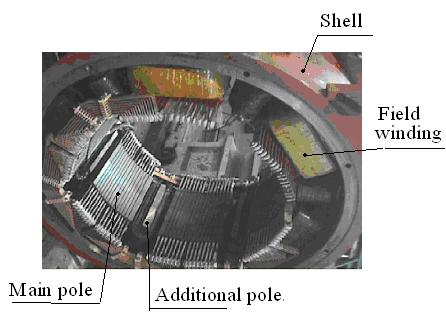 Shell
Field
winding
Main pole
Additional pole.